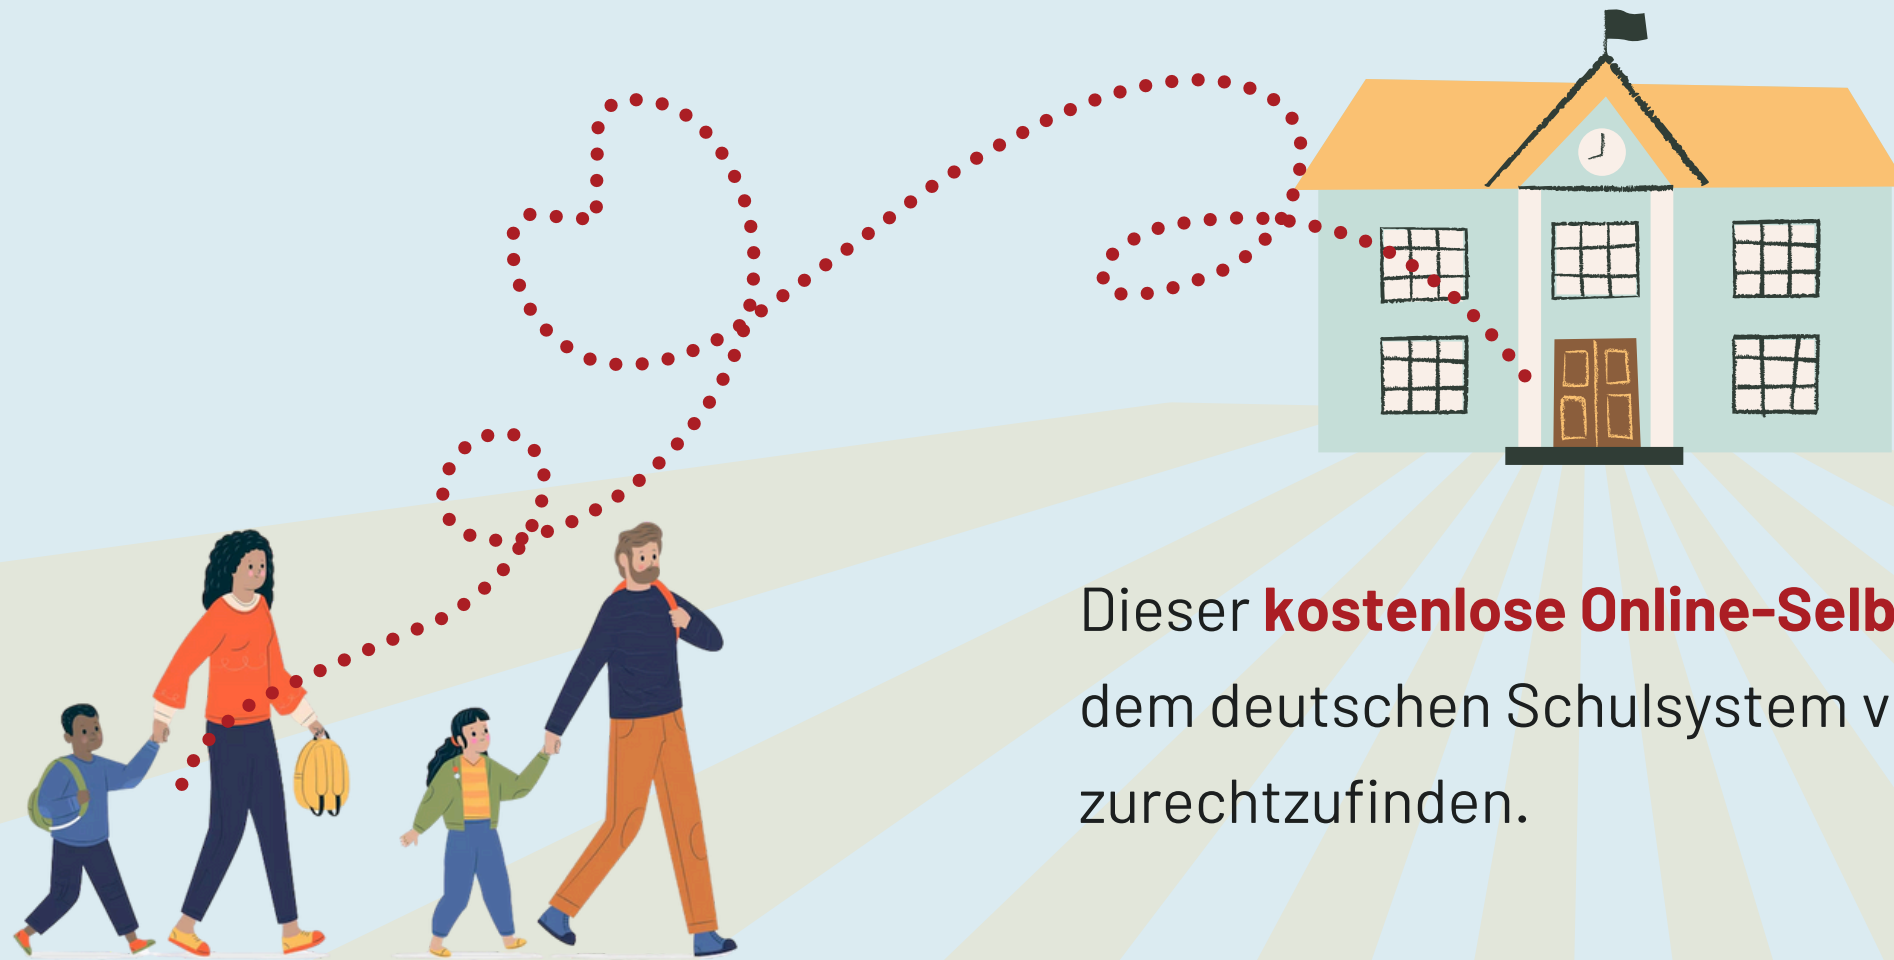 Dieser kostenlose Online-Selb
dem deutschen Schulsystem v
zurechtzufinden.